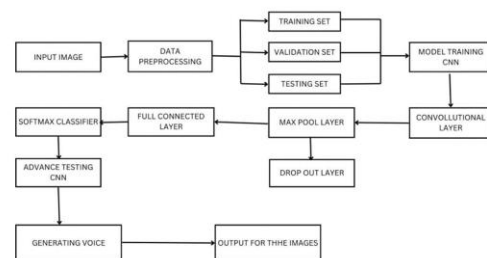 TRAINING SET
INPUT IMAGE
DATA
PREPROCESSING
VALIDATION SET
MODEL TRAINING
CNN
TESTING SET
SOFTMAX CLASSIFIER
FULL CONNECTED
LAYER
MAX POOL LAYER
CONVOLLUTIONAL
LAYER
ADVANCE TESTING
CNN
DROP OUT LAYER
GENERATING VOICE
OUTPUT FOR THHE IMAGES